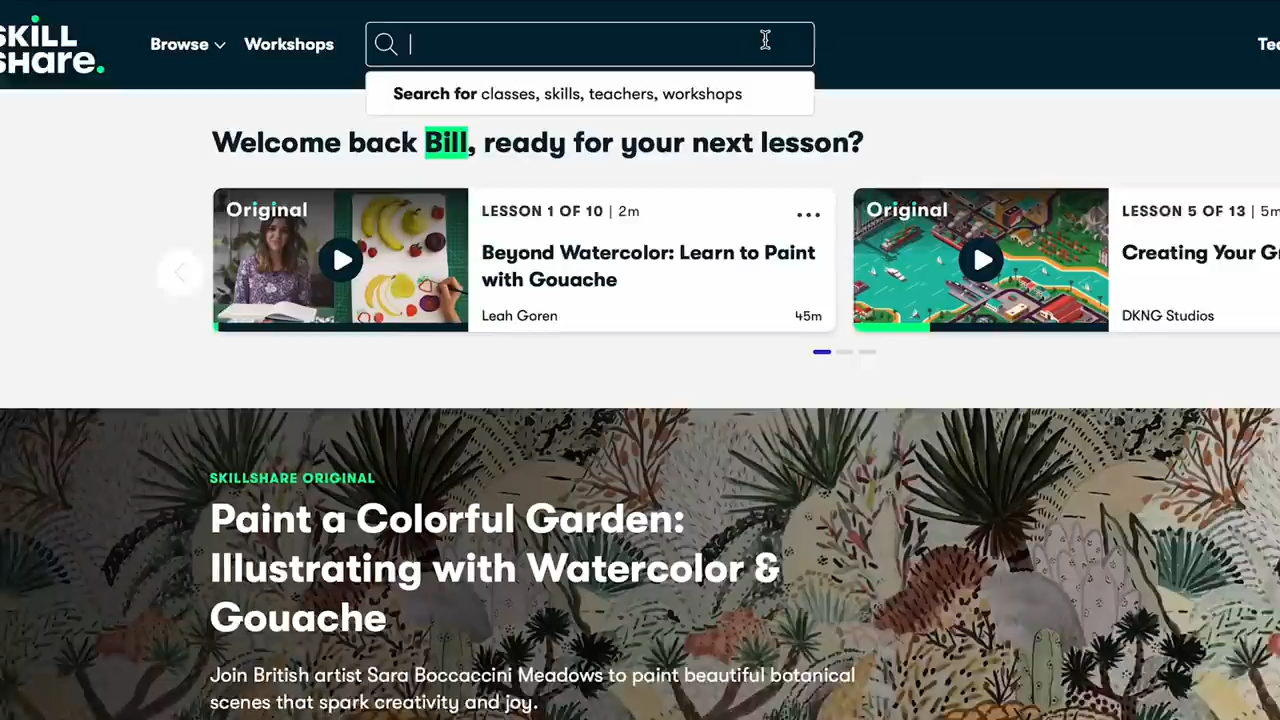 SKILL
SHARE.
Browse
Workshops
Search for classes, skills, teachers, workshops
Welcome back Bill, ready for your next lesson?
Original
LESSON 1 OF 10 | 2m
Beyond Watercolor: Learn to Paint
with Gouache
Leah Goren
45m
Original
LESSON 5 OF 13 | 5m
Creating Your
DKNG Studios
SKILLSHARE ORIGINAL
Paint a Colorful Garden:
Illustrating with Watercolor &
Gouache
Join British artist Sara Boccaccini Meadows to paint beautiful botanical
scenes that spark creativity and joy.